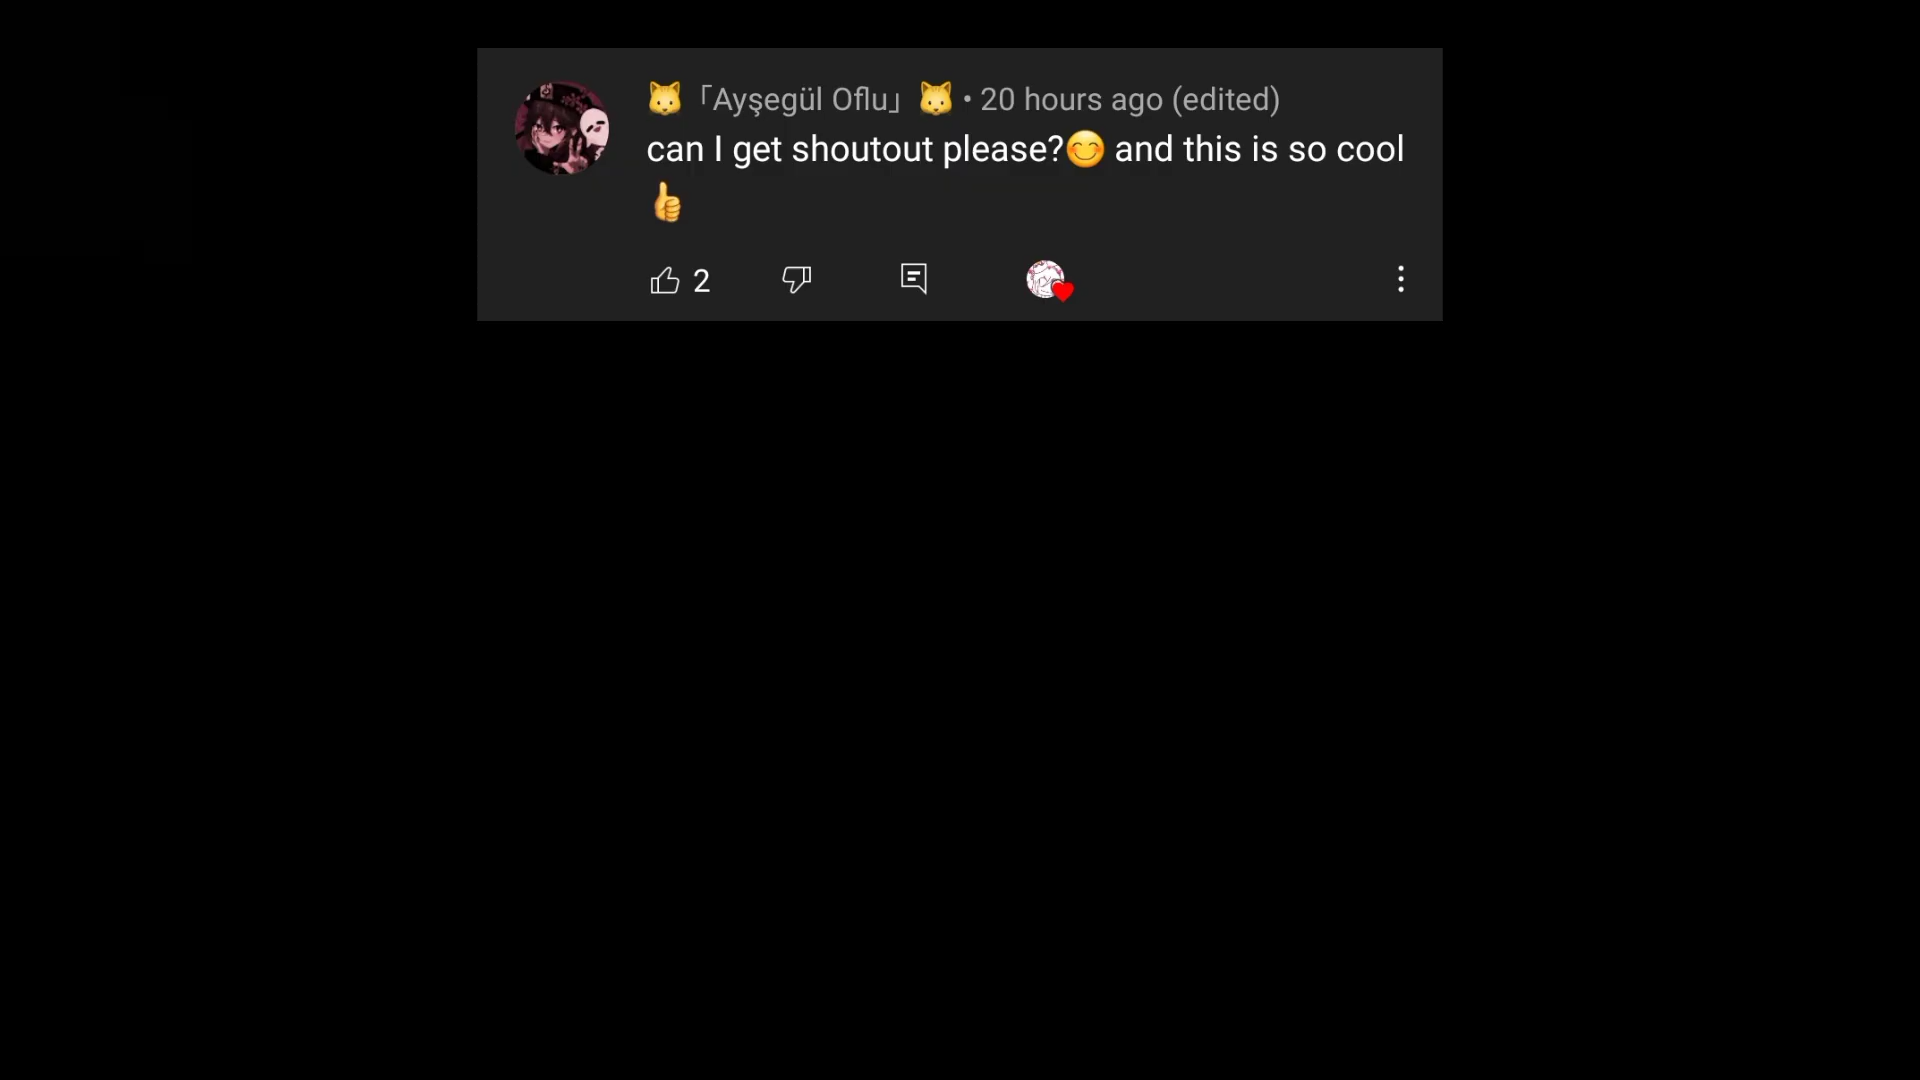 🐱「Ayşegül Oflu」🐱 • 20 hours ago (edited)
can I get shoutout please?😊 and this is so cool
👍
2